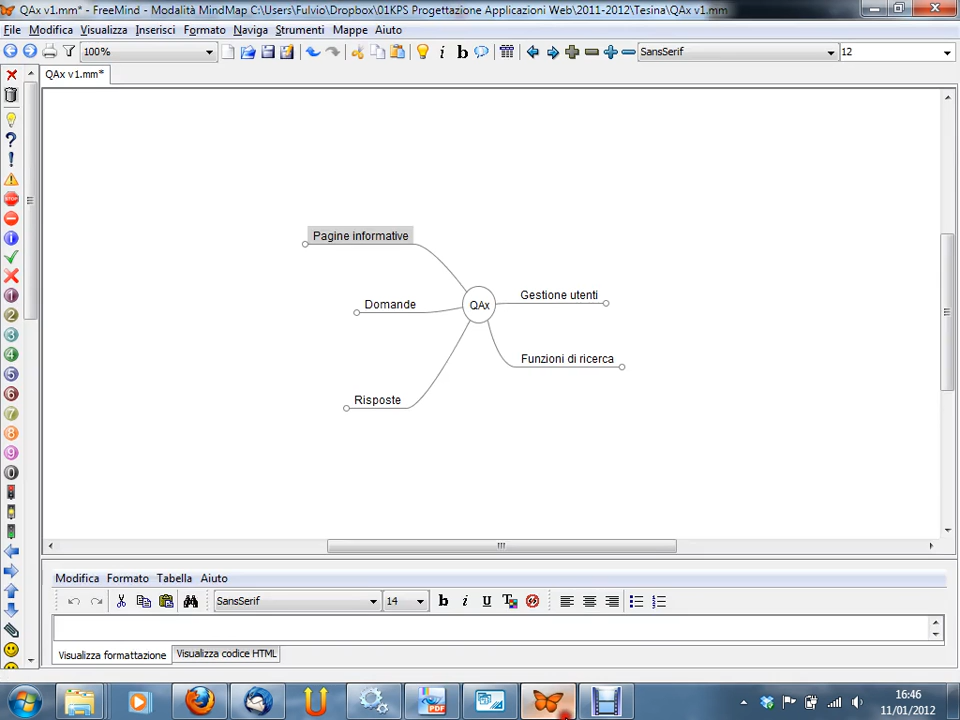 QAx v1.mm* - FreeMind - Modalità MindMap C:\Users\Fulvio\Dropbox\01KPS Progettazione Applicazioni Web\2011-2012\Tesina\QAx v1.mm
File Modifica Visualizza Inserisci Formato Naviga Strumenti Mappe Aiuto
100% SansSerif 12
QAx v1.mm*
Pagine informative
Gestione utenti
Domande
QAx
Funzioni di ricerca
Risposte
Modifica Formato Tabella Aiuto
SansSerif 14
Visualizza formattazione Visualizza codice HTML
16:46
11/01/2012